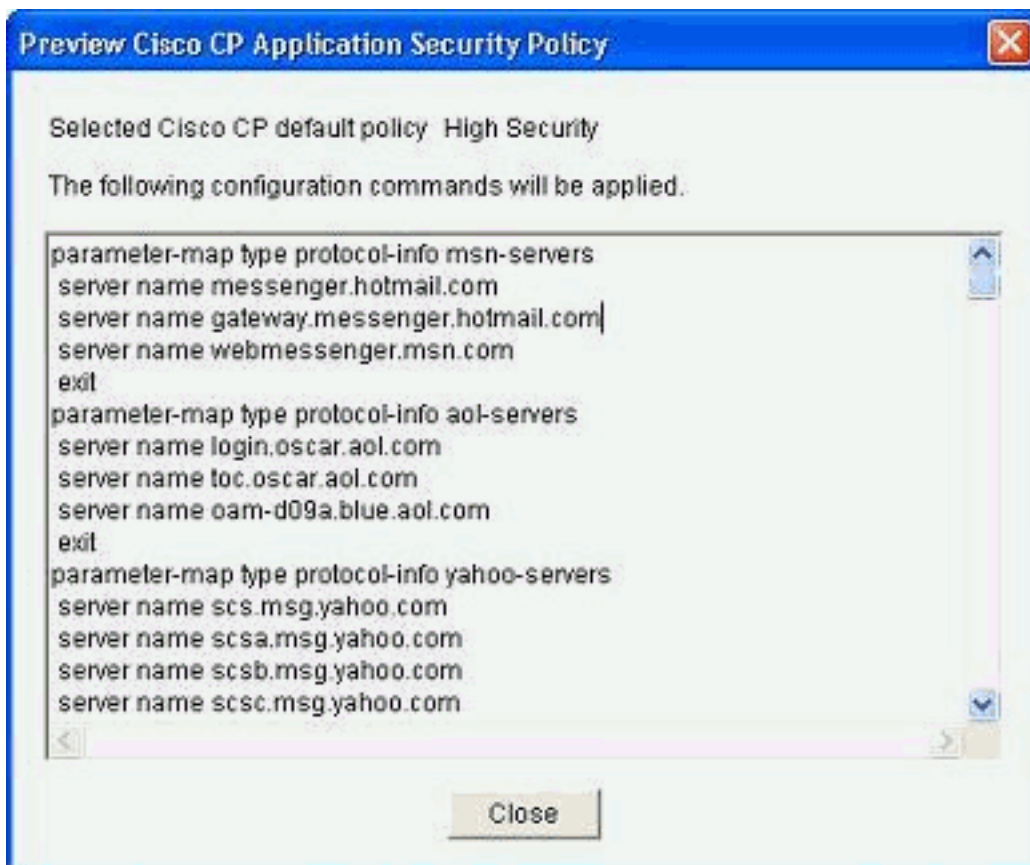 Preview Cisco CP Application Security Policy
Selected Cisco CP default policy High Security
The following configuration commands will be applied.
parameter-map type protocol-info msn-servers
server name messenger.hotmail.com
server name gateway.messenger.hotmail.com
server name webmessenger.msn.com
exit
parameter-map type protocol-info aol-servers
server name login.oscar.aol.com
server name toc.oscar.aol.com
server name oam-d09a.blue.aol.com
exit
parameter-map type protocol-info yahoo-servers
server name scs.msg.yahoo.com
server name scsa.msg.yahoo.com
server name scsb.msg.yahoo.com
server name scsc.msg.yahoo.com
Close